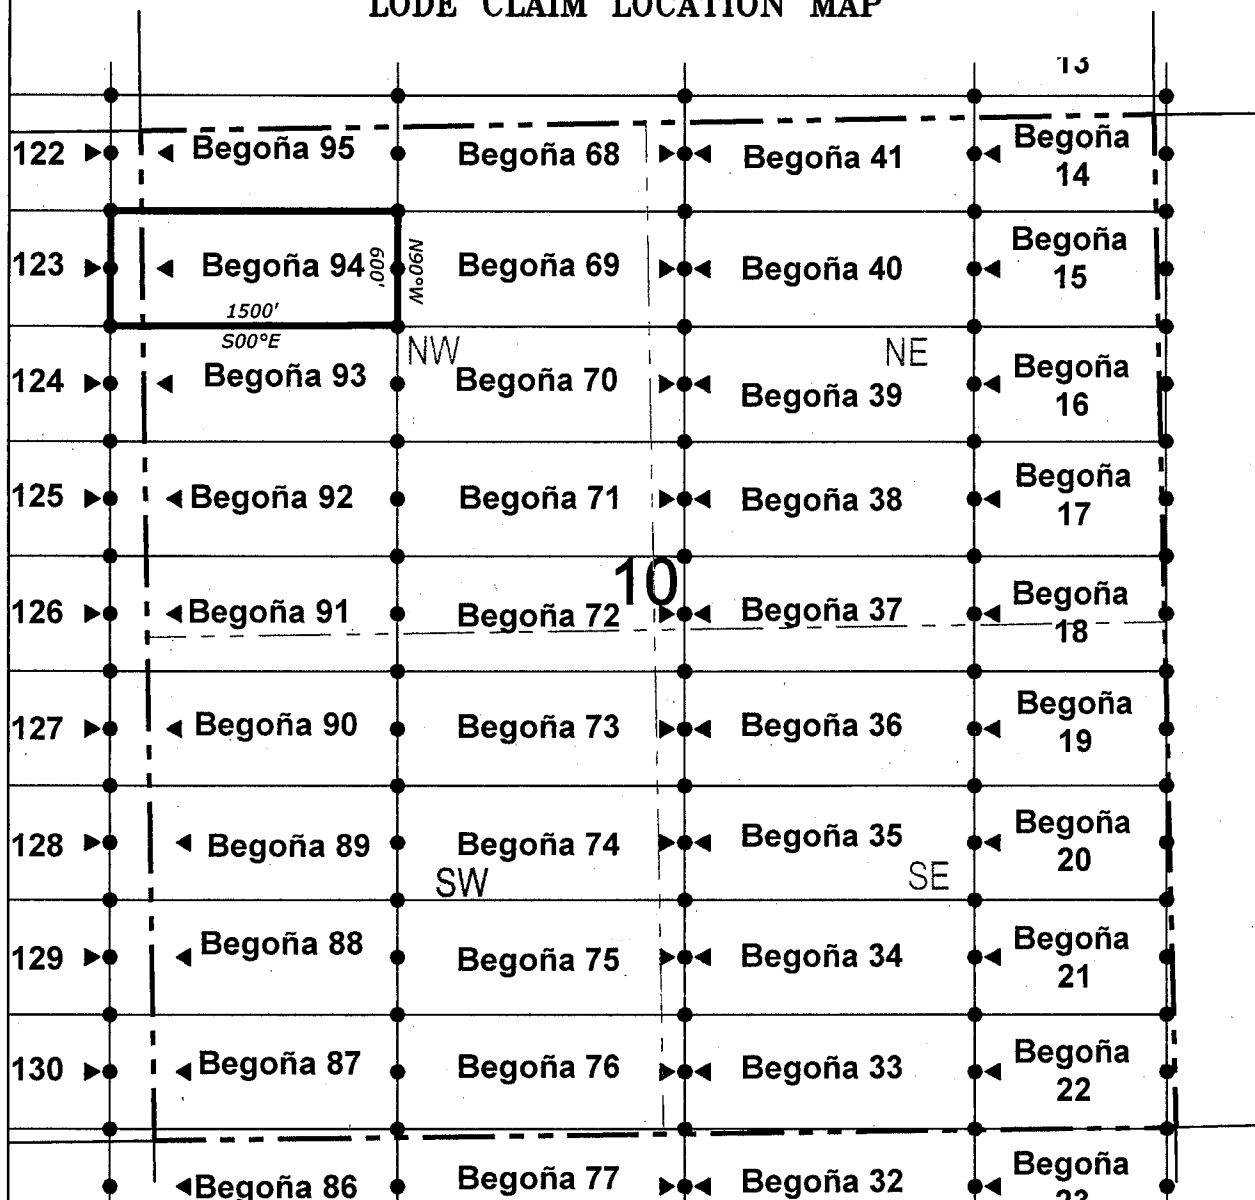 LODE CLAIM LOCATION MAP
13
122 Begoña 95 Begoña 68 Begoña 41 Begoña 14
123 Begoña 94 600' N90°W Begoña 69 Begoña 40 Begoña 15
1500'
S00°E
NW NE
124 Begoña 93 Begoña 70 Begoña 39 Begoña 16
125 Begoña 92 Begoña 71 Begoña 38 Begoña 17
10
126 Begoña 91 Begoña 72 Begoña 37 Begoña 18
127 Begoña 90 Begoña 73 Begoña 36 Begoña 19
128 Begoña 89 Begoña 74 Begoña 35 Begoña 20
SW SE
129 Begoña 88 Begoña 75 Begoña 34 Begoña 21
130 Begoña 87 Begoña 76 Begoña 33 Begoña 22
Begoña 86 Begoña 77 Begoña 32 Begoña 23